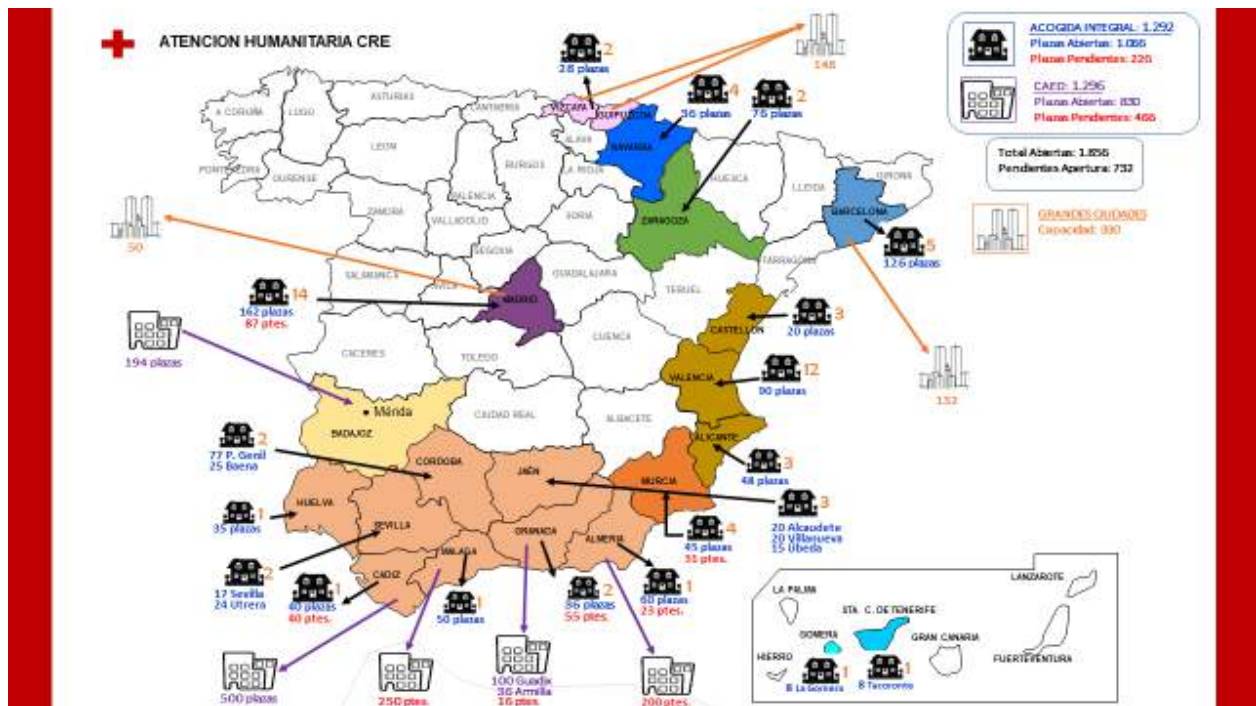 ATENCION HUMANITARIA CRE
ACOGIDA INTEGRAL: 1.292
Plazas Abiertas: 1.066
Plazas Pendientes: 226
CAED: 1.296
Plazas Abiertas: 830
Plazas Pendientes: 466
Total Abiertas: 1.856
Pendientes Apertura: 732
GRANDES CIUDADES
Capacidad: 330
148
2
28 plazas
4
36 plazas
2
76 plazas
A CORUÑA
LUGO
ASTURIAS
CANTABRIA
VIZCAYA
GUIPUZCOA
ALAVA
NAVARRA
PONTEVEDRA
OURENSE
LEON
PALENCIA
BURGOS
LA RIOJA
HUESCA
LLEIDA
GIRONA
BARCELONA
5
126 plazas
ZAMORA
VALLADOLID
SORIA
ZARAGOZA
TARRAGONA
50
SEGOVIA
SALAMANCA
AVILA
MADRID
GUADALAJARA
TERUEL
14
162 plazas
87 ptes.
CASTELLON
3
20 plazas
194 plazas
CACERES
TOLEDO
CUENCA
VALENCIA
12
90 plazas
132
Mérida
BADAJOZ
CIUDAD REAL
ALBACETE
ALICANTE
3
48 plazas
2
77 P. Genil
25 Baena
CORDOBA
JAÉN
MURCIA
4
45 plazas
31 ptes.
3
20 Alcaudete
20 Villanueva
15 Úbeda
HUELVA
1
35 plazas
SEVILLA
GRANADA
ALMERIA
MALAGA
CADIZ
2
17 Sevilla
24 Utrera
1
40 plazas
40 ptes.
1
50 plazas
2
36 plazas
55 ptes.
1
60 plazas
23 ptes.
500 plazas
250 ptes.
100 Guadix
36 Armilla
16 ptes.
200 ptes.
LA PALMA
STA. C. DE TENERIFE
LANZAROTE
GOMERA
GRAN CANARIA
HIERRO
FUERTEVENTURA
1
8 La Gomera
1
8 Tacoronte